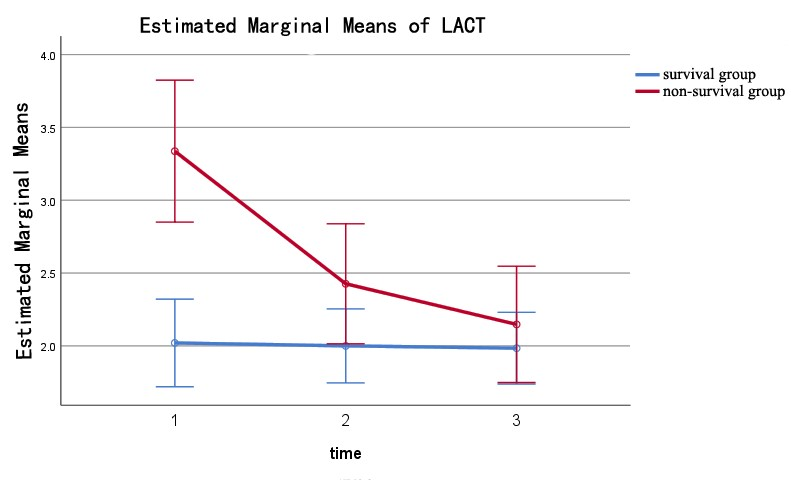 Estimated Marginal Means of LACT
survival group
non-survival group
Estimated Marginal Means
4.0
3.5
3.0
2.5
2.0
1
2
3
time